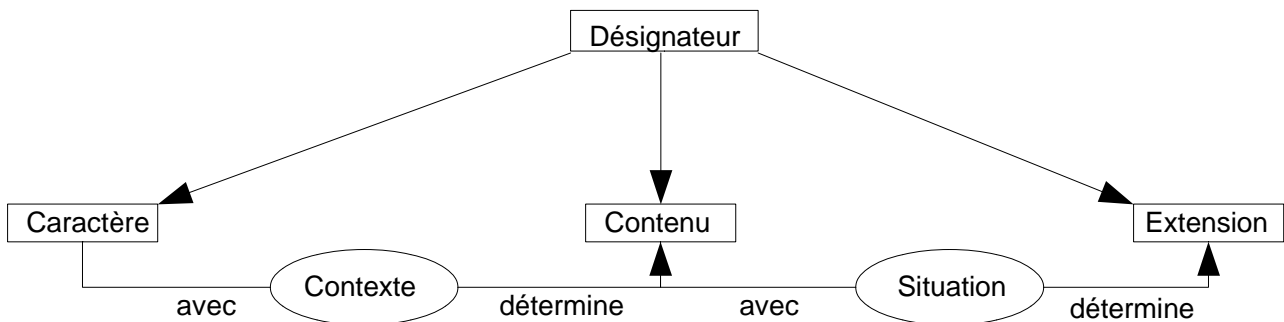 Désignateur
Caractère
Contenu
Extension
Contexte
Situation
avec
détermine
avec
détermine